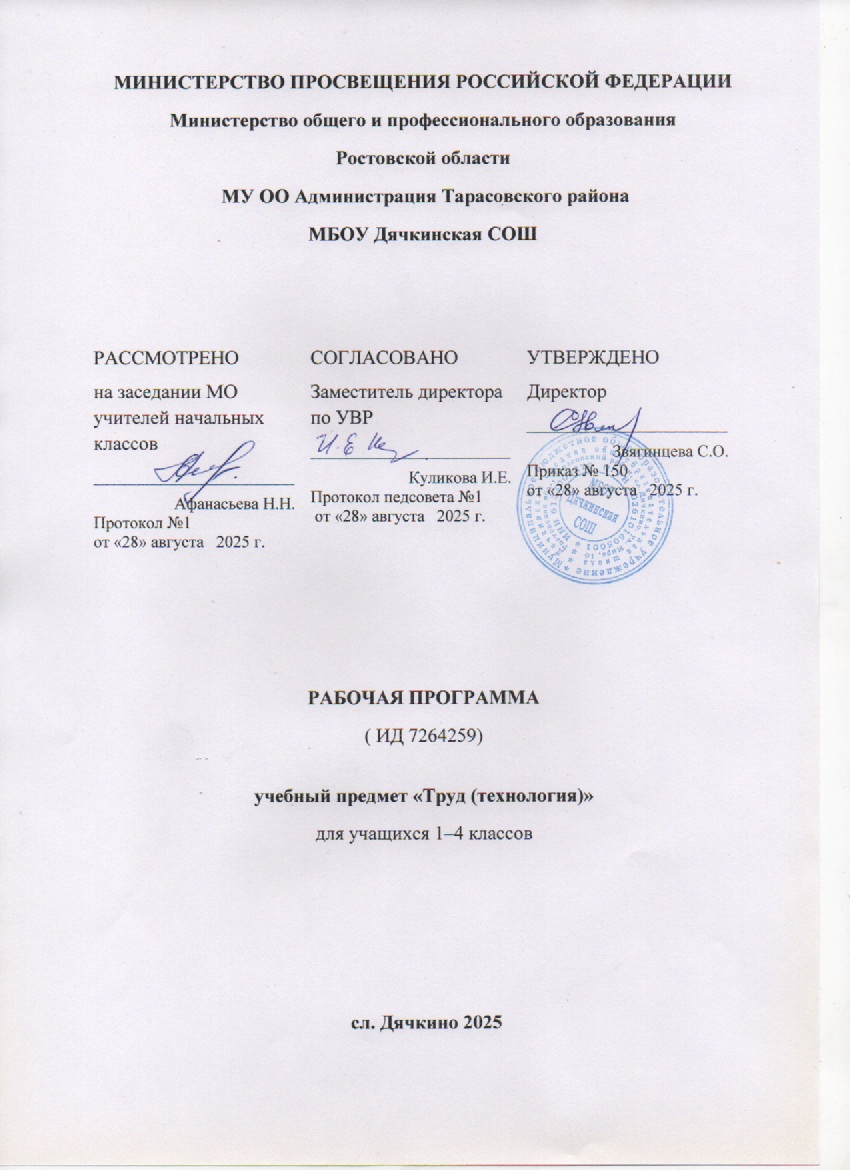 МИНИСТЕРСТВО ПРОСВЕЩЕНИЯ РОССИЙСКОЙ ФЕДЕРАЦИИ
Министерство общего и профессионального образования
Ростовской области
МУ ОО Администрация Тарасовского района
МБОУ Дячкинская СОШ
РАССМОТРЕНО
на заседании МО
учителей начальных
классов
Афанасьева Н.Н.
Протокол №1
от «28» августа 2025 г.
СОГЛАСОВАНО
Заместитель директора
по УВР
Куликова И.Е.
Протокол педсовета №1
от «28» августа 2025 г.
УТВЕРЖДЕНО
Директор
Звягинцева С.О.
Приказ № 150
от «28» августа 2025 г.
МБОУ
Дячкинская
СОШ
РАБОЧАЯ ПРОГРАММА
( ИД 7264259)
учебный предмет «Труд (технология)»
для учащихся 1–4 классов
сл. Дячкино 2025